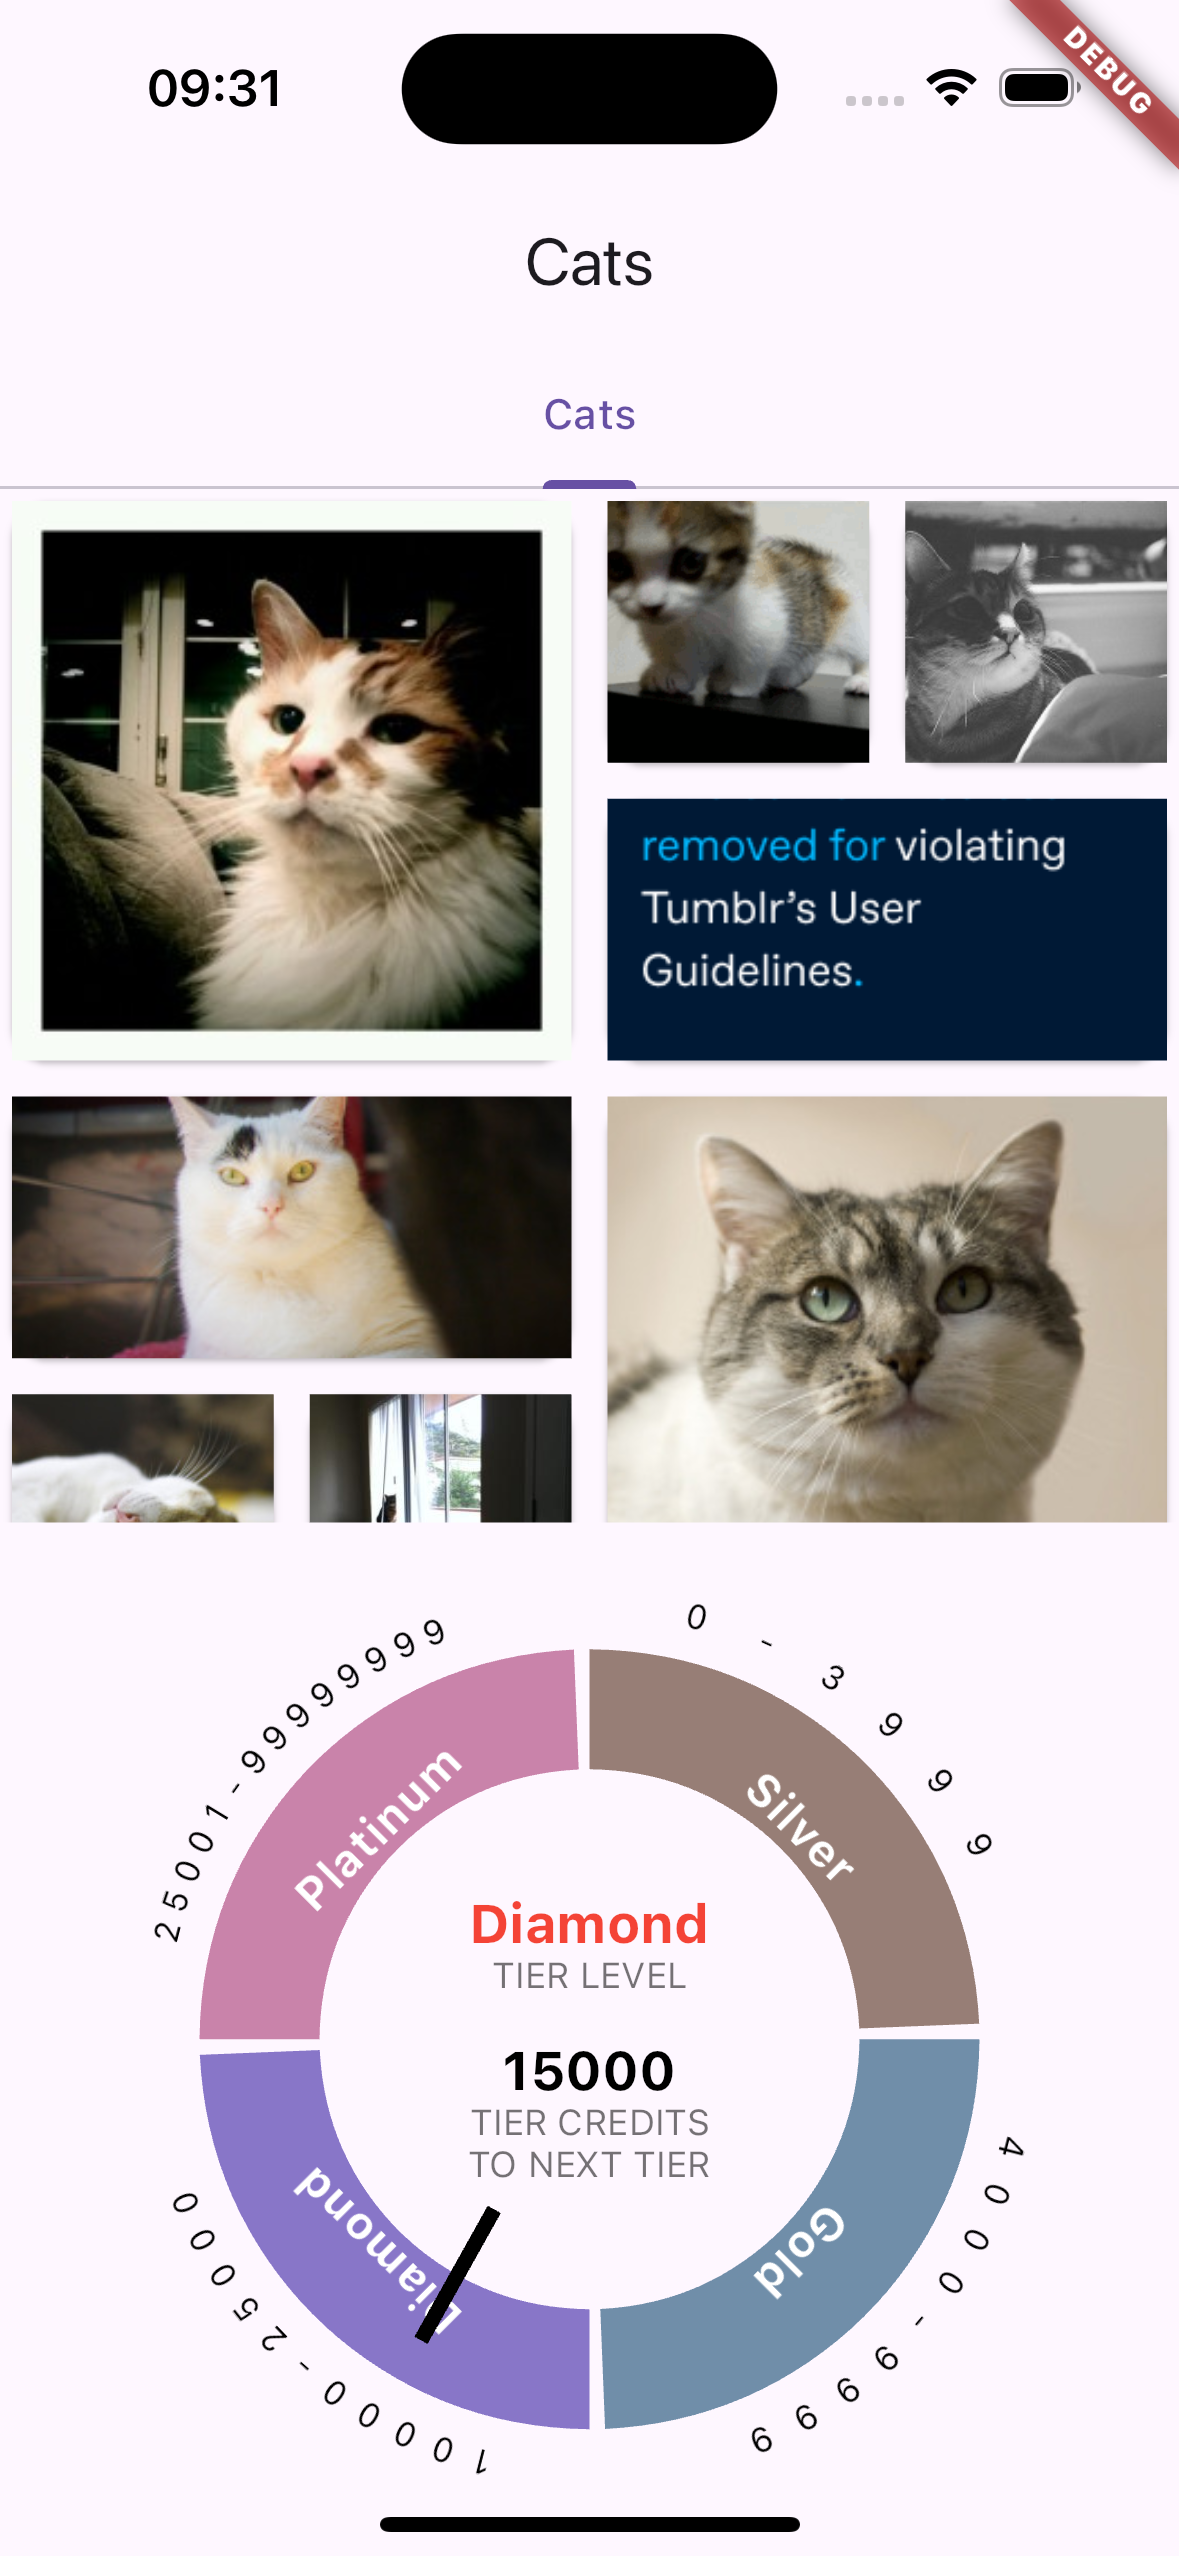 09:31
DEBUG
Cats
Cats
removed for violating
Tumblr’s User
Guidelines.
0 - 3999
Silver
25001-99999999
Platinum
Diamond
TIER LEVEL
15000
TIER CREDITS
TO NEXT TIER
Diamond
10000-25000
Gold
4000-9999